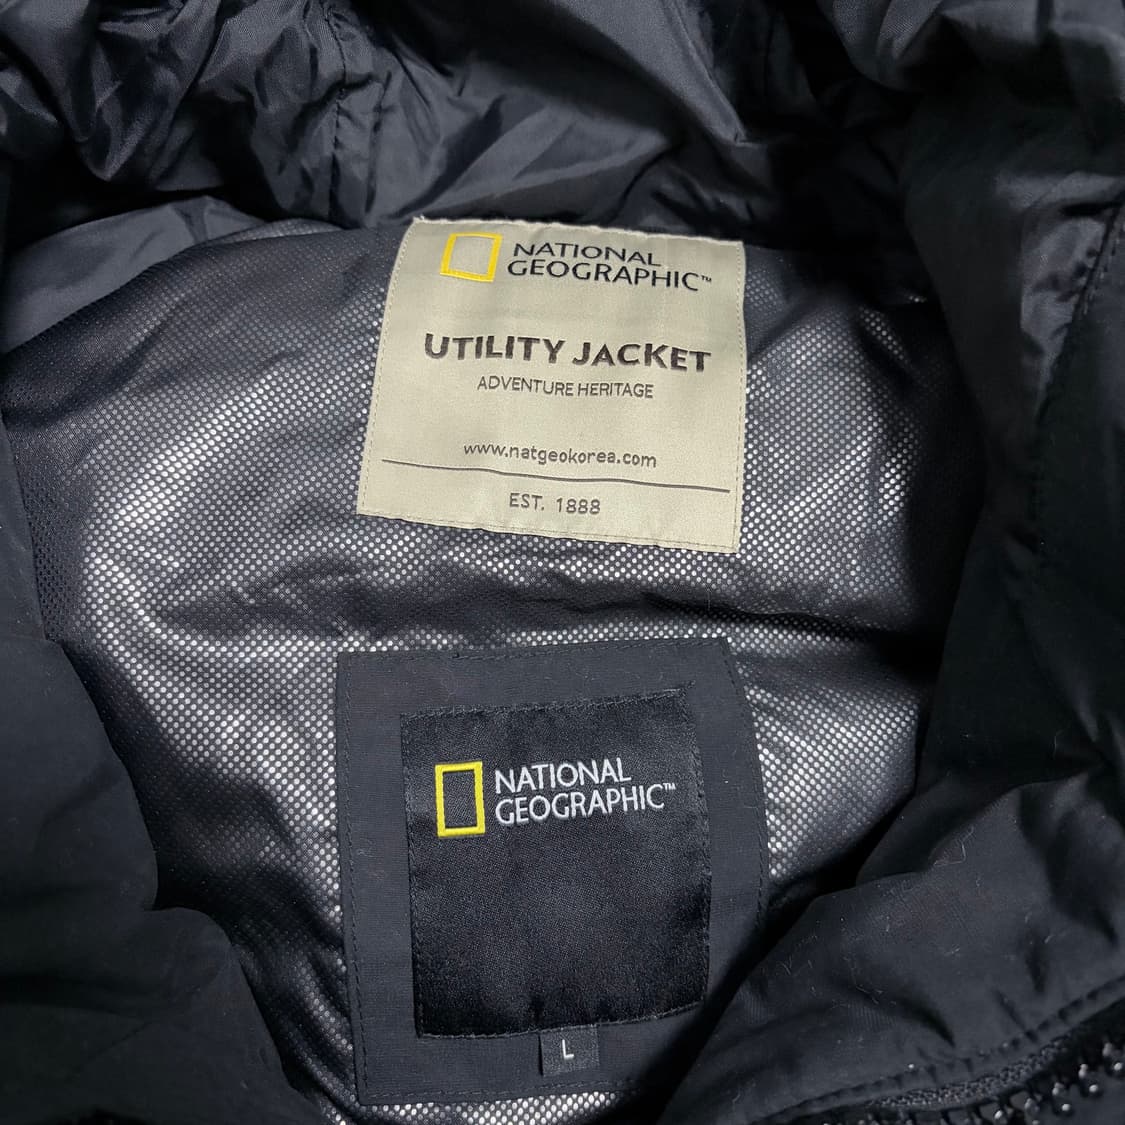 NATIONAL
GEOGRAPHIC™
UTILITY JACKET
ADVENTURE HERITAGE
www.natgeokorea.com
EST. 1888
NATIONAL
GEOGRAPHIC™
L